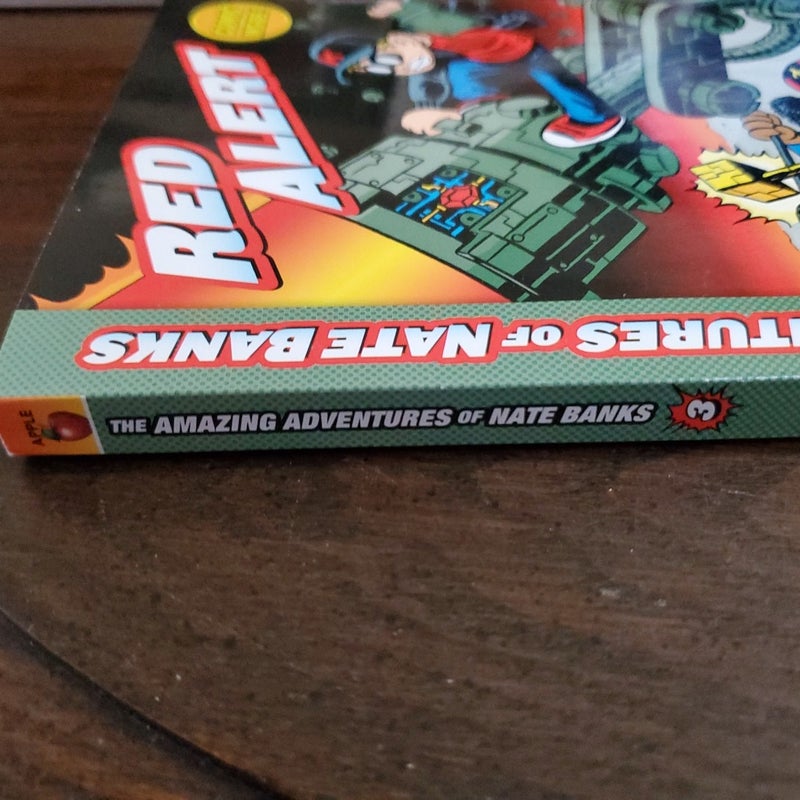 RED
ALERT
TURES OF NATE BANKS
APPLE
THE AMAZING ADVENTURES OF NATE BANKS 3